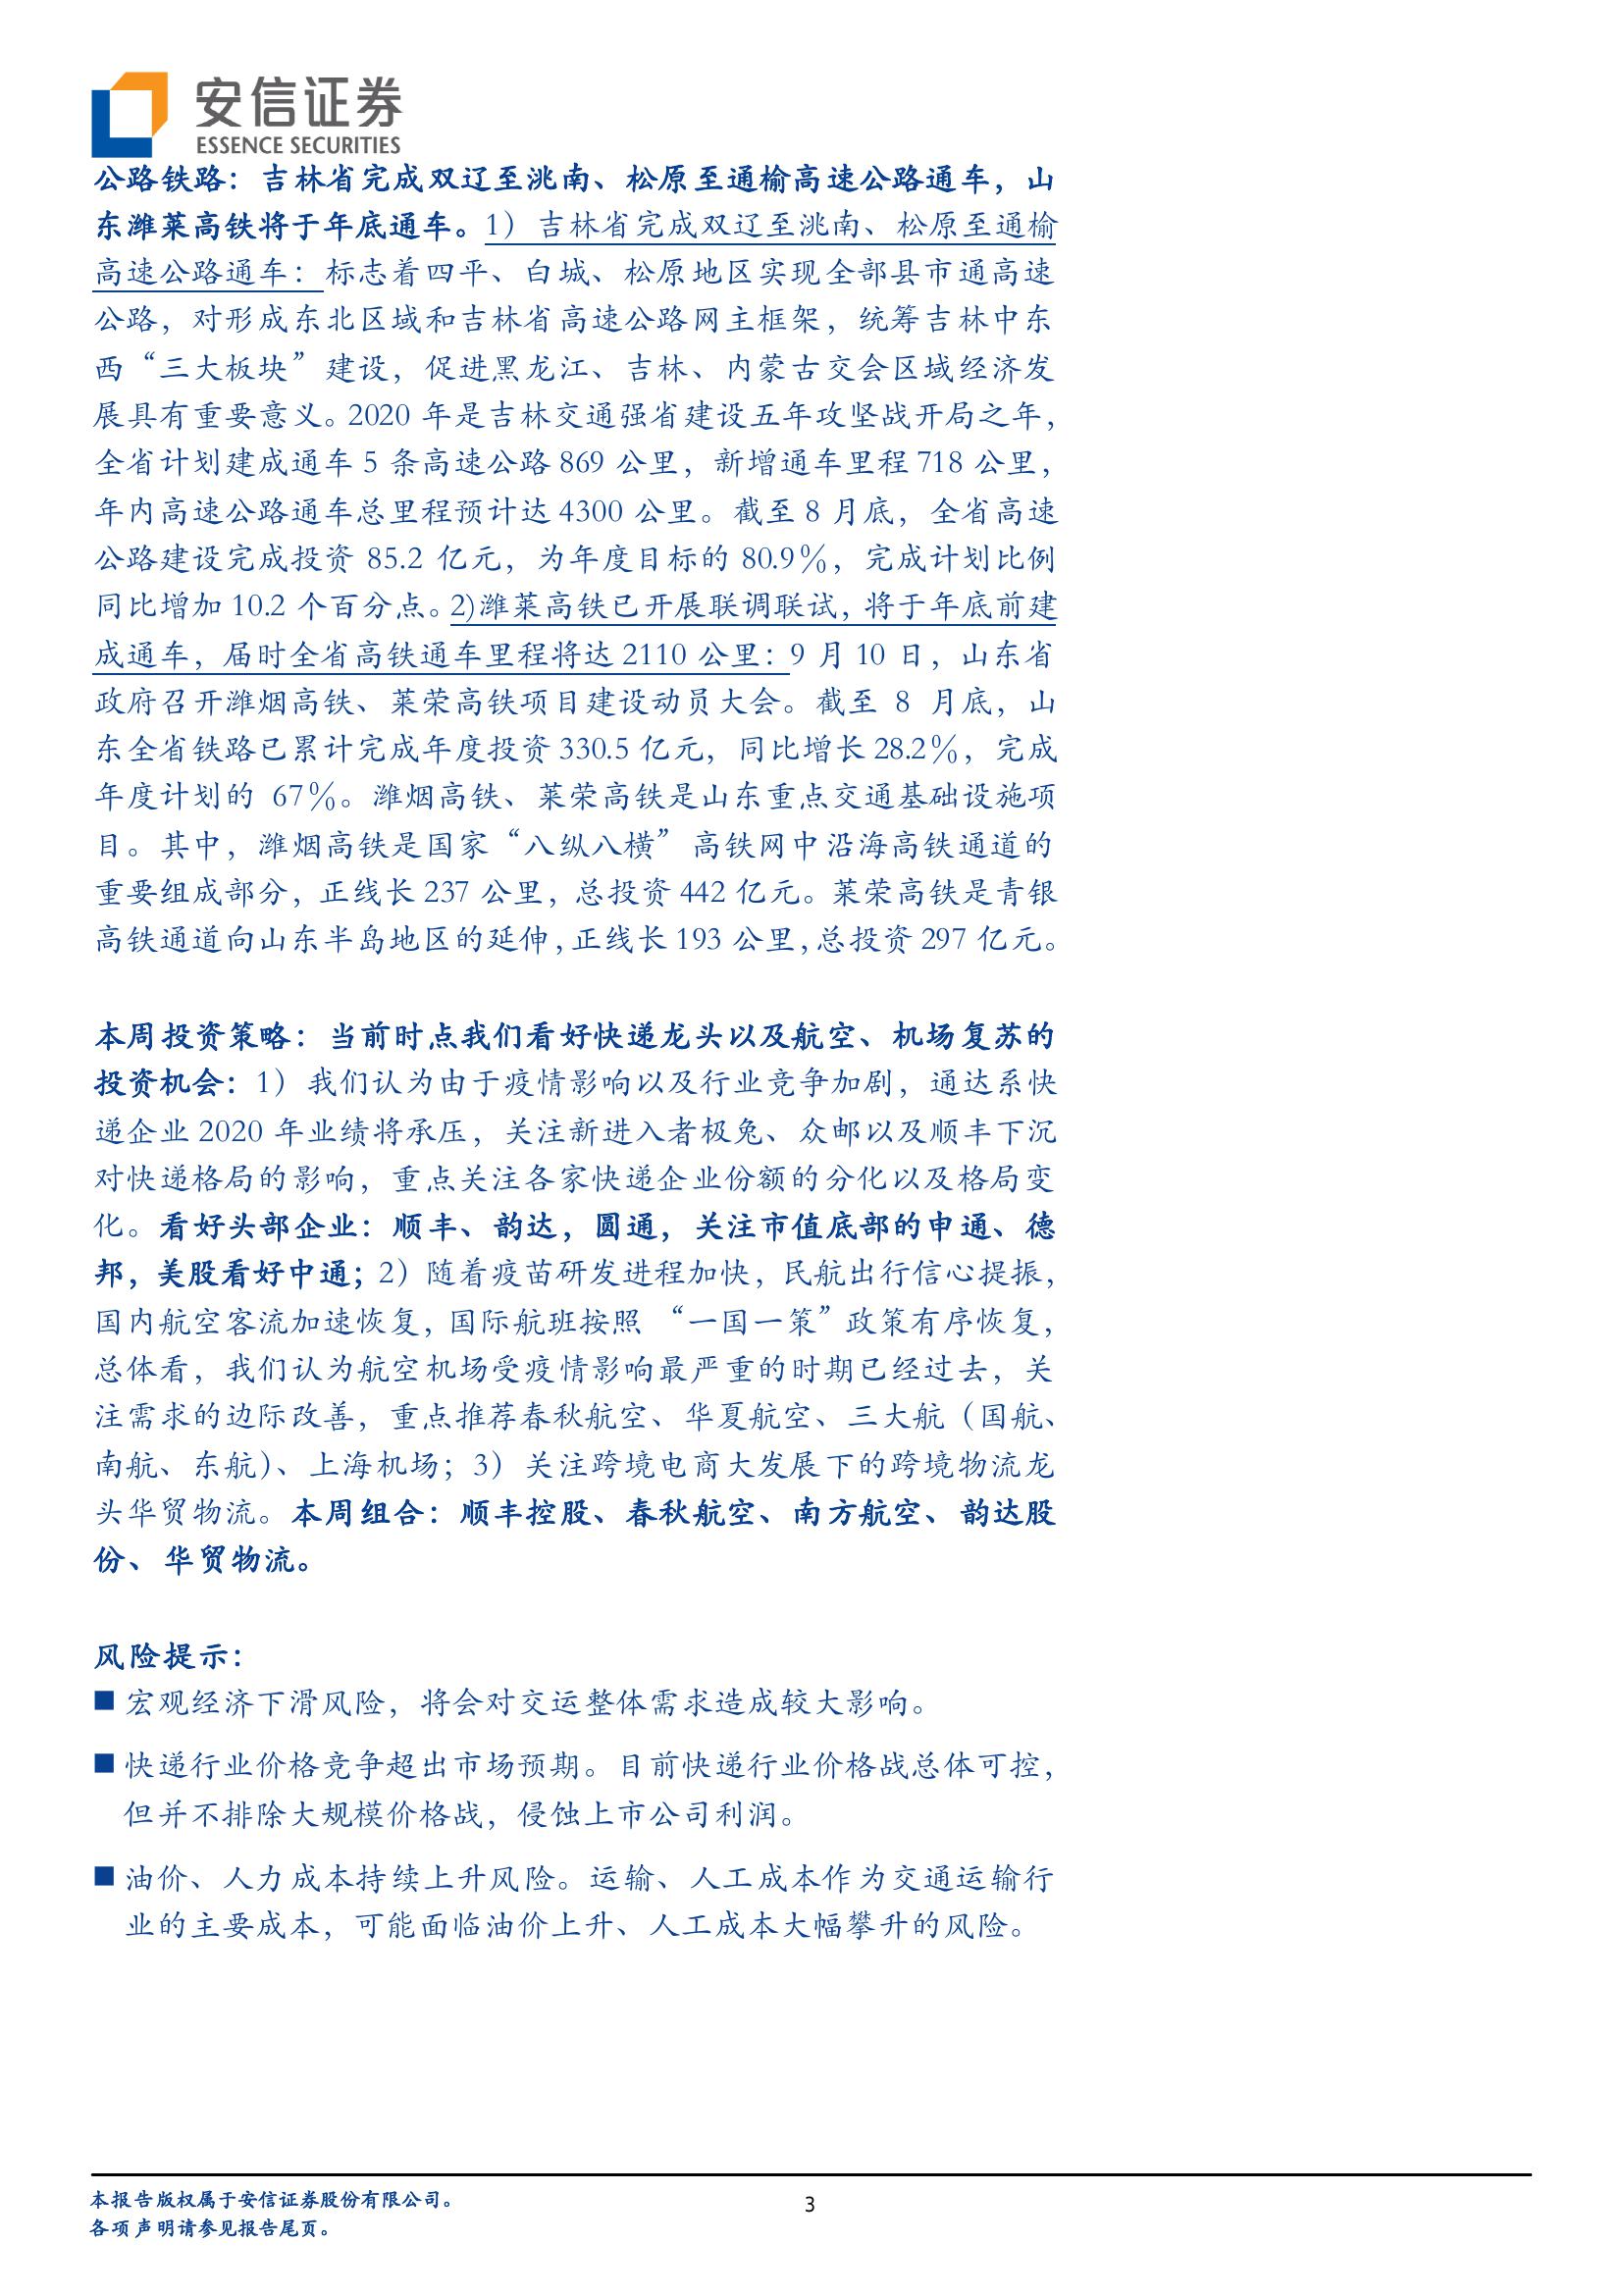 安信证券
ESSENCE SECURITIES
公路铁路：吉林省完成双辽至洮南、松原至通榆高速公路通车，山
东潍莱高铁将于年底通车。1）吉林省完成双辽至洮南、松原至通榆
高速公路通车：标志着四平、白城、松原地区实现全部县市通高速
公路，对形成东北区域和吉林省高速公路网主框架，统筹吉林中东
西“三大板块”建设，促进黑龙江、吉林、内蒙古交会区域经济发
展具有重要意义。2020 年是吉林交通强省建设五年攻坚战开局之年，
全省计划建成通车 5 条高速公路 869 公里，新增通车里程 718 公里，
年内高速公路通车总里程预计达 4300 公里。截至 8 月底，全省高速
公路建设完成投资 85.2 亿元，为年度目标的 80.9%，完成计划比例
同比增加 10.2 个百分点。2)潍莱高铁已开展联调联试，将于年底前建
成通车，届时全省高铁通车里程将达 2110 公里：9 月 10 日，山东省
政府召开潍烟高铁、莱荣高铁项目建设动员大会。截至 8 月底，山
东全省铁路已累计完成年度投资 330.5 亿元，同比增长 28.2%，完成
年度计划的 67%。潍烟高铁、莱荣高铁是山东重点交通基础设施项
目。其中，潍烟高铁是国家“八纵八横”高铁网中沿海高铁通道的
重要组成部分，正线长 237 公里，总投资 442 亿元。莱荣高铁是青银
高铁通道向山东半岛地区的延伸，正线长 193 公里，总投资 297 亿元。
本周投资策略：当前时点我们看好快递龙头以及航空、机场复苏的
投资机会：1）我们认为由于疫情影响以及行业竞争加剧，通达系快
递企业 2020 年业绩将承压，关注新进入者极兔、众邮以及顺丰下沉
对快递格局的影响，重点关注各家快递企业份额的分化以及格局变
化。看好头部企业：顺丰、韵达，圆通，关注市值底部的申通、德
邦，美股看好中通；2）随着疫苗研发进程加快，民航出行信心提振，
国内航空客流加速恢复，国际航班按照 “一国一策”政策有序恢复，
总体看，我们认为航空机场受疫情影响最严重的时期已经过去，关
注需求的边际改善，重点推荐春秋航空、华夏航空、三大航（国航、
南航、东航）、上海机场；3）关注跨境电商大发展下的跨境物流龙
头华贸物流。本周组合：顺丰控股、春秋航空、南方航空、韵达股
份、华贸物流。
风险提示：
■ 宏观经济下滑风险，将会对交运整体需求造成较大影响。
■ 快递行业价格竞争超出市场预期。目前快递行业价格战总体可控，
但并不排除大规模价格战，侵蚀上市公司利润。
■ 油价、人力成本持续上升风险。运输、人工成本作为交通运输行
业的主要成本，可能面临油价上升、人工成本大幅攀升的风险。
本报告版权属于安信证券股份有限公司。
3
各项声明请参见报告尾页。